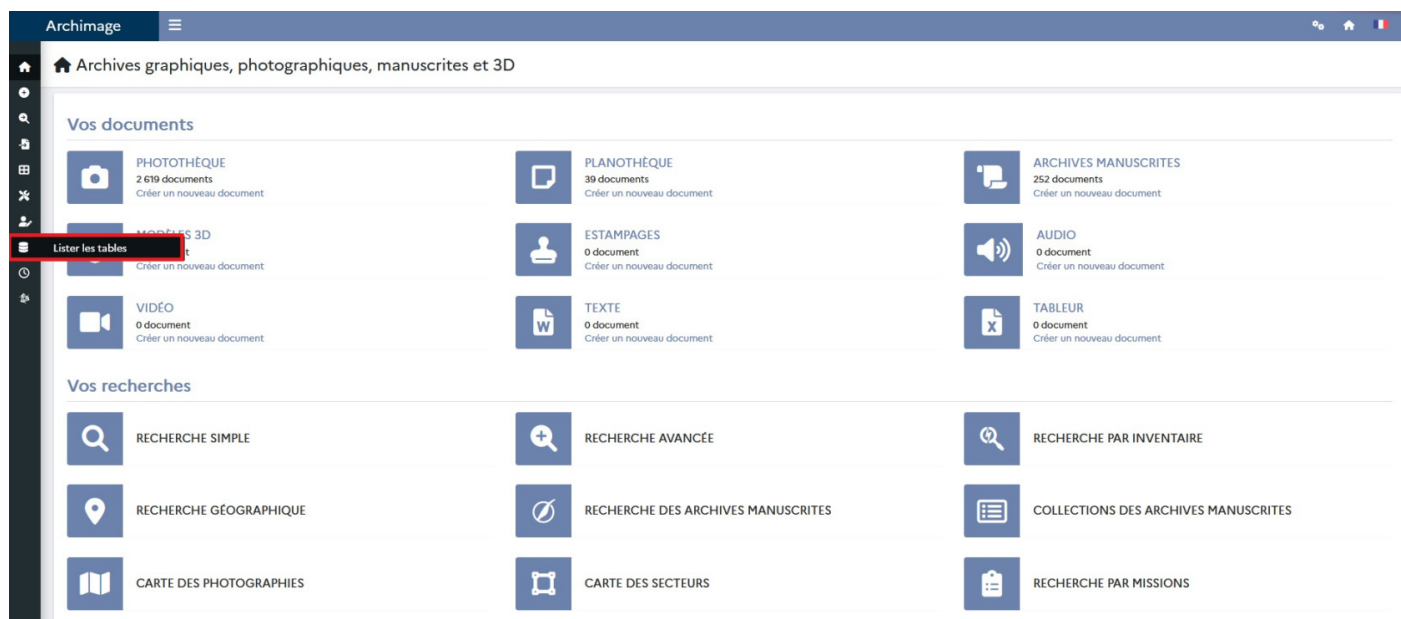 Archimage
Archives graphiques, photographiques, manuscrites et 3D
Vos documents
PHOTOTHÈQUE
2 619 documents
Créer un nouveau document
PLANOTHÈQUE
39 documents
Créer un nouveau document
ARCHIVES MANUSCRITES
252 documents
Créer un nouveau document
Lister les tables
3D
Créer un nouveau document
ESTAMPAGES
0 document
Créer un nouveau document
AUDIO
0 document
Créer un nouveau document
VIDÉO
0 document
Créer un nouveau document
TEXTE
0 document
Créer un nouveau document
TABLEUR
0 document
Créer un nouveau document
Vos recherches
RECHERCHE SIMPLE
RECHERCHE AVANCÉE
RECHERCHE PAR INVENTAIRE
RECHERCHE GÉOGRAPHIQUE
RECHERCHE DES ARCHIVES MANUSCRITES
COLLECTIONS DES ARCHIVES MANUSCRITES
CARTE DES PHOTOGRAPHIES
CARTE DES SECTEURS
RECHERCHE PAR MISSIONS